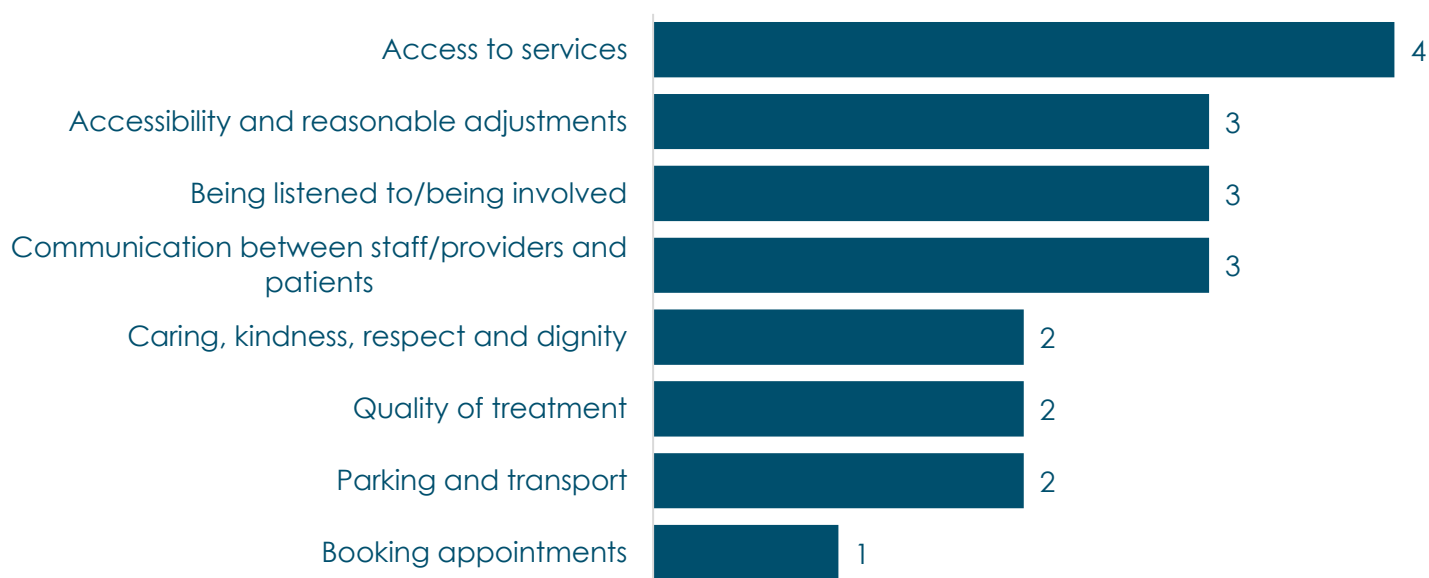 Access to services 4
Accessibility and reasonable adjustments 3
Being listened to/being involved 3
Communication between staff/providers and
patients 3
Caring, kindness, respect and dignity 2
Quality of treatment 2
Parking and transport 2
Booking appointments 1